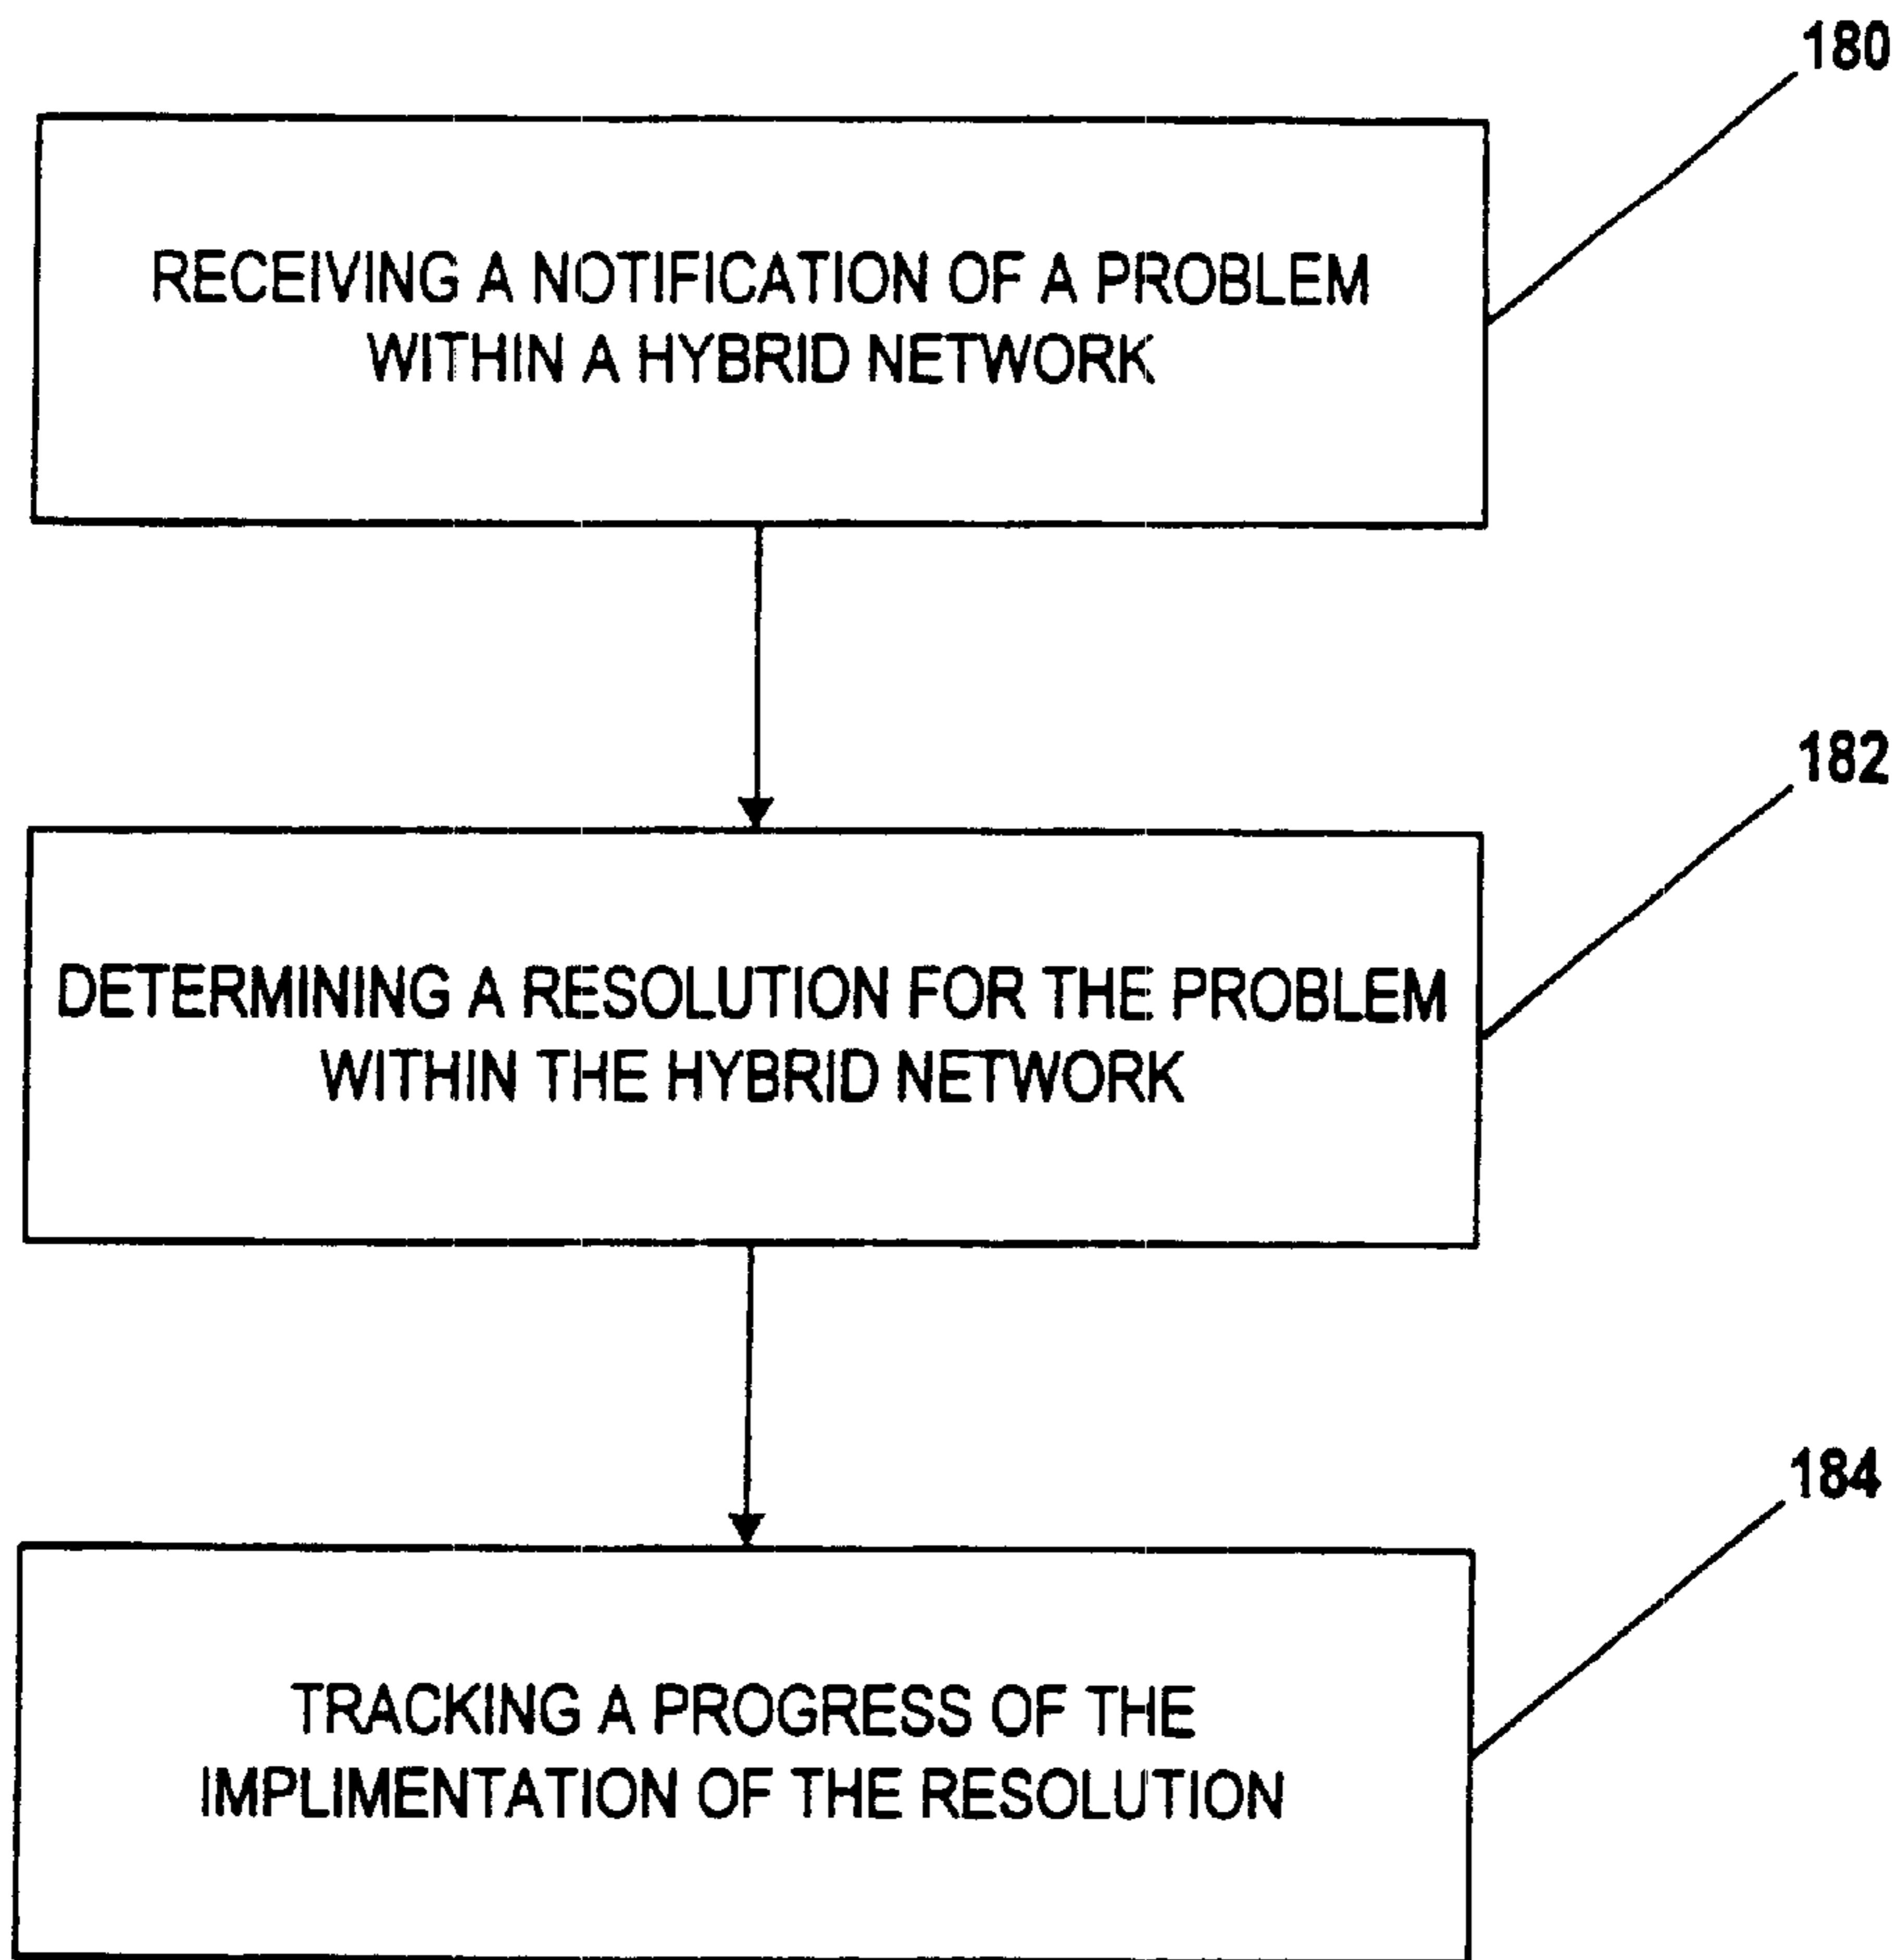 180
RECEIVING A NOTIFICATION OF A PROBLEM
WITHIN A HYBRID NETWORK
182
DETERMINING A RESOLUTION FOR THE PROBLEM
WITHIN THE HYBRID NETWORK
184
TRACKING A PROGRESS OF THE
IMPLIMENTATION OF THE RESOLUTION